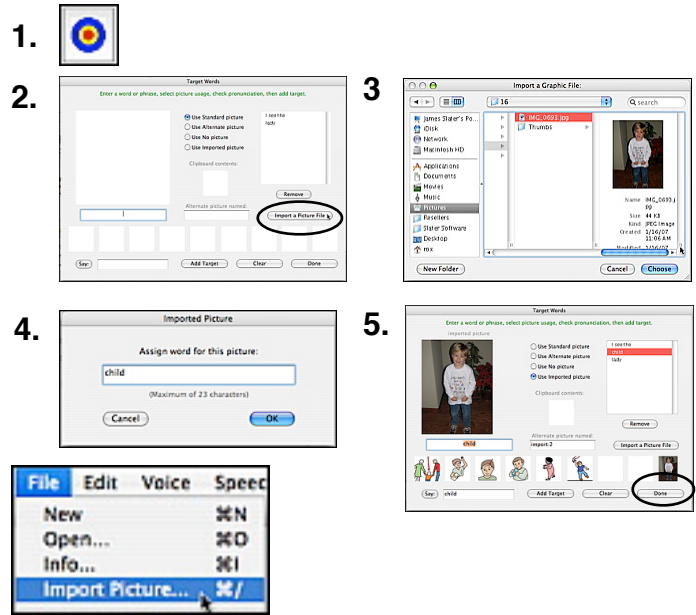 1.
2.
Target Words
Enter a word or phrase, select picture usage, check pronunciation, then add target.
Use Standard picture
Use Alternate picture
Use No picture
Use Imported picture
Clipboard contents:
I see the
lady
Remove
Alternate picture named:
Import a Picture File
Say:
Add Target
Clear
Done
3
Import a Graphic File:
16
search
James Slater's Po...
iDisk
Network
Macintosh HD
Applications
Documents
Movies
Music
Pictures
Resellers
Slater Software
Desktop
rox
IMG_0693.jpg
Thumbs
Name IMG_0693.j
pg
Size 44 KB
Kind JPEG Image
Created 1/16/07
11:06 AM
Modified 1/16/07
New Folder
Cancel
Choose
4.
Imported Picture
Assign word for this picture:
child
(Maximum of 23 characters)
Cancel
OK
5.
Target Words
Enter a word or phrase, select picture usage, check pronunciation, then add target.
imported picture
Use Standard picture
Use Alternate picture
Use No picture
Use Imported picture
Clipboard contents:
I see the
child
lady
Remove
Alternate picture named:
child
import:2
Import a Picture File
Say:
child
Add Target
Clear
Done
File Edit Voice Speec
New ⌘N
Open... ⌘O
Info... ⌘I
Import Picture... ⌘/